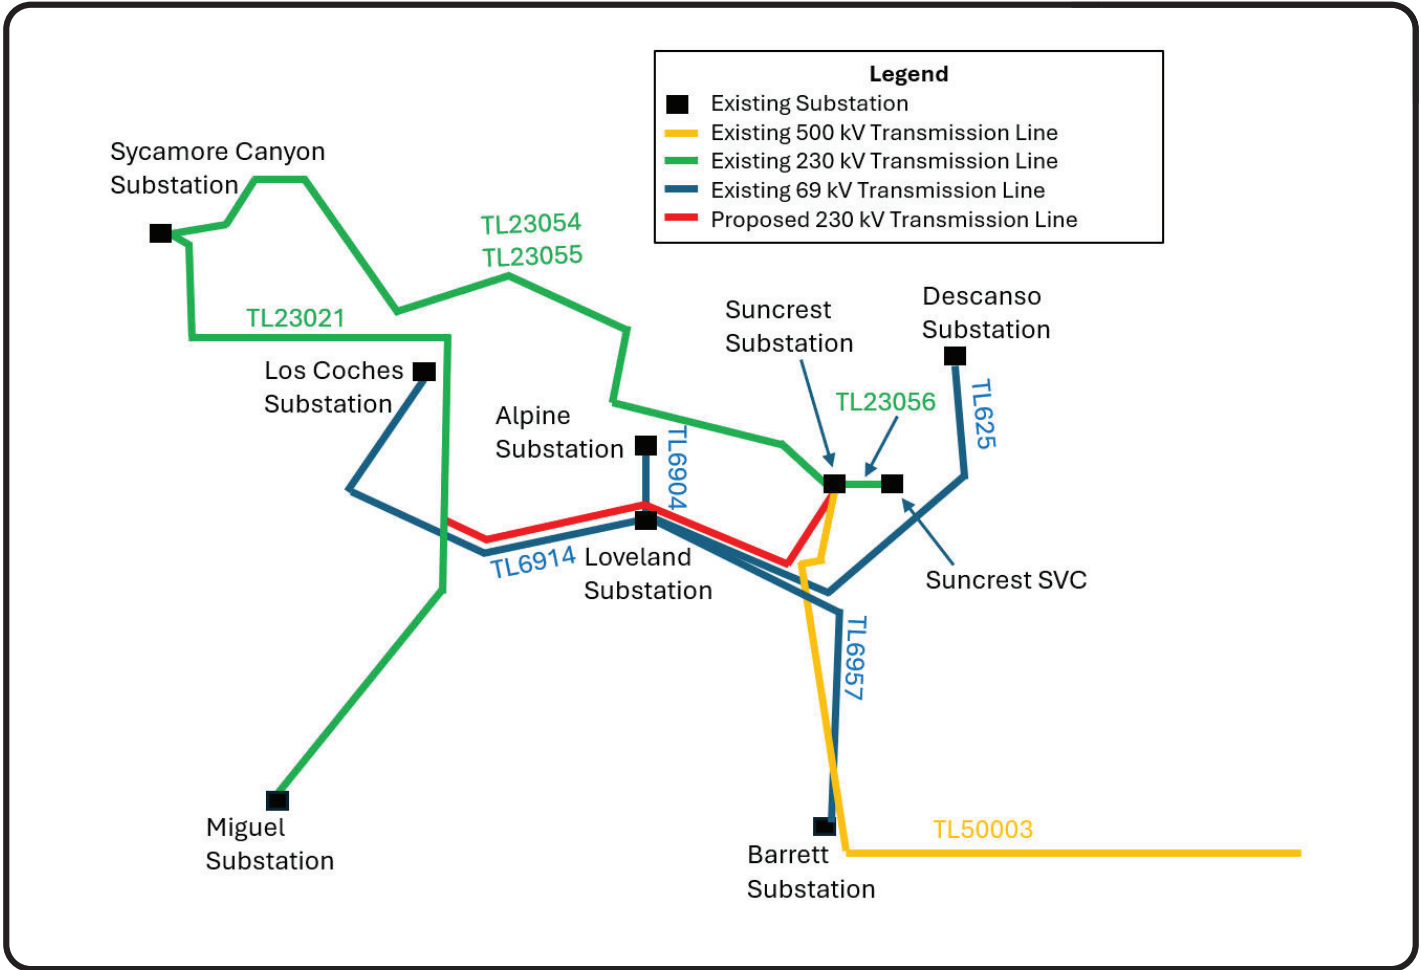 Legend
Existing Substation
Existing 500 kV Transmission Line
Existing 230 kV Transmission Line
Existing 69 kV Transmission Line
Proposed 230 kV Transmission Line
Sycamore Canyon
Substation
TL23054
TL23055
TL23021
Los Coches
Substation
Alpine
Substation
TL6904
Suncrest
Substation
Descanso
Substation
TL23056
TL625
TL6914
Loveland
Substation
Suncrest SVC
TL6957
Miguel
Substation
Barrett
Substation
TL50003